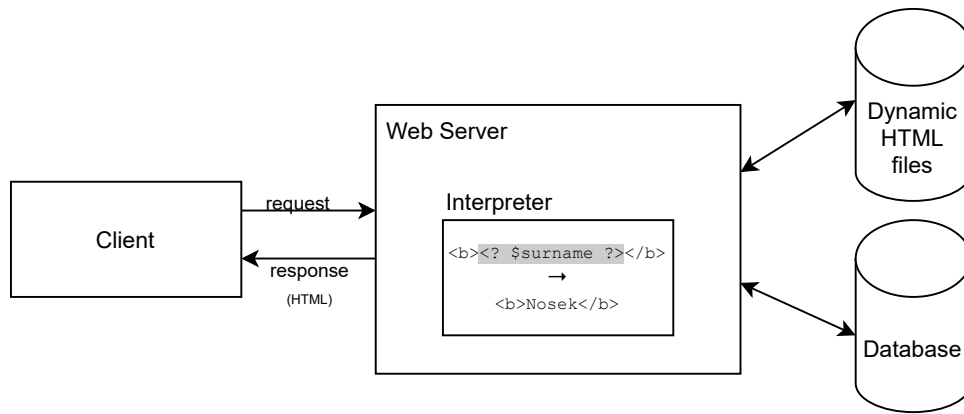 Client
request
response
(HTML)
Web Server
Interpreter
<b><? $surname ?></b>
→
<b>Nosek</b>
Dynamic
HTML
files
Database